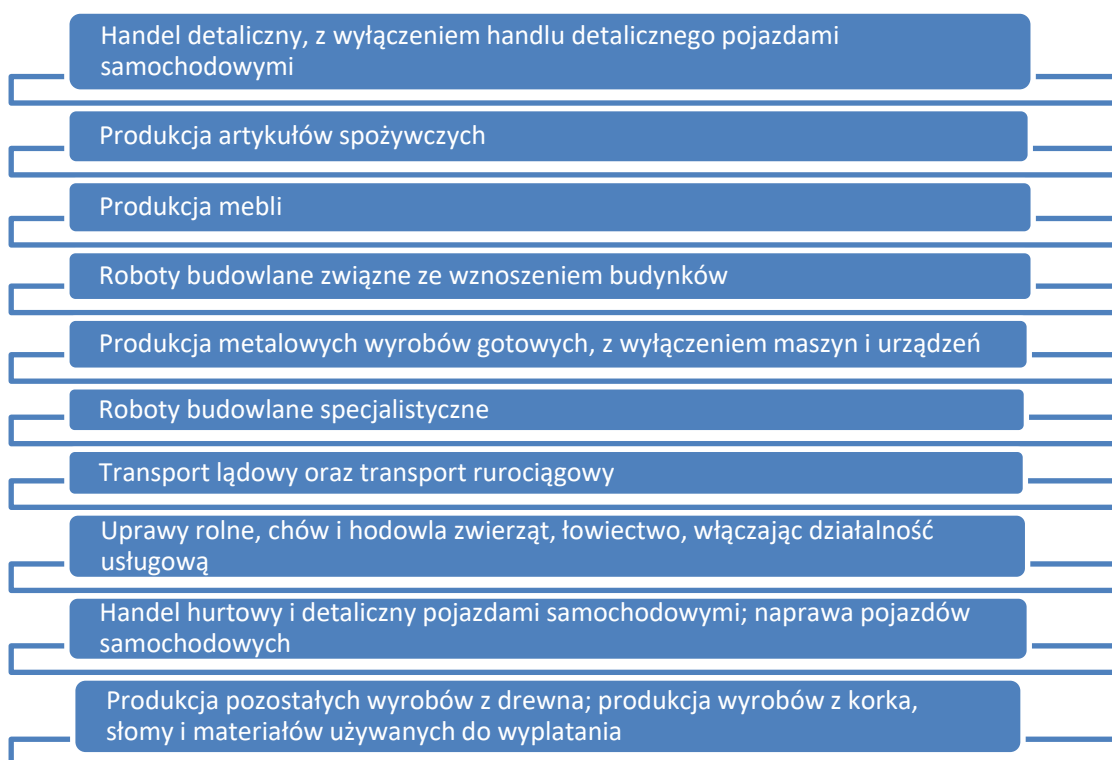 Handel detaliczny, z wyłączeniem handlu detalicznego pojazdami
samochodowymi
Produkcja artykułów spożywczych
Produkcja mebli
Roboty budowlane związne ze wznoszeniem budynków
Produkcja metalowych wyrobów gotowych, z wyłączeniem maszyn i urządzeń
Roboty budowlane specjalistyczne
Transport lądowy oraz transport rurociągowy
Uprawy rolne, chów i hodowla zwierząt, łowiectwo, włączając działalność
usługową
Handel hurtowy i detaliczny pojazdami samochodowymi; naprawa pojazdów
samochodowych
Produkcja pozostałych wyrobów z drewna; produkcja wyrobów z korka,
słomy i materiałów używanych do wyplatania